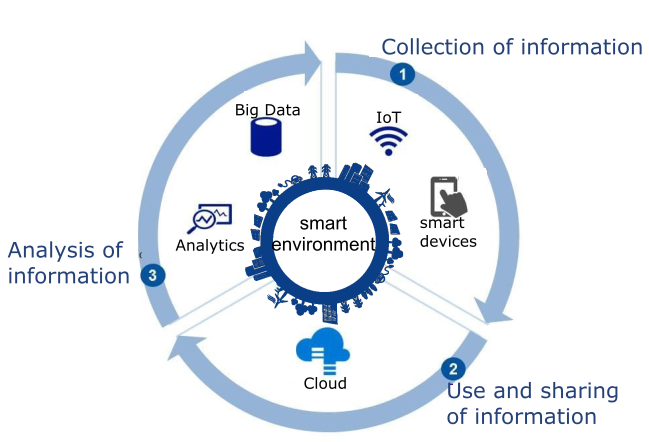 Collection of information
1
Big Data
IoT
smart
environment
smart
devices
Analytics
Analysis of
information
3
Cloud
2
Use and sharing
of information